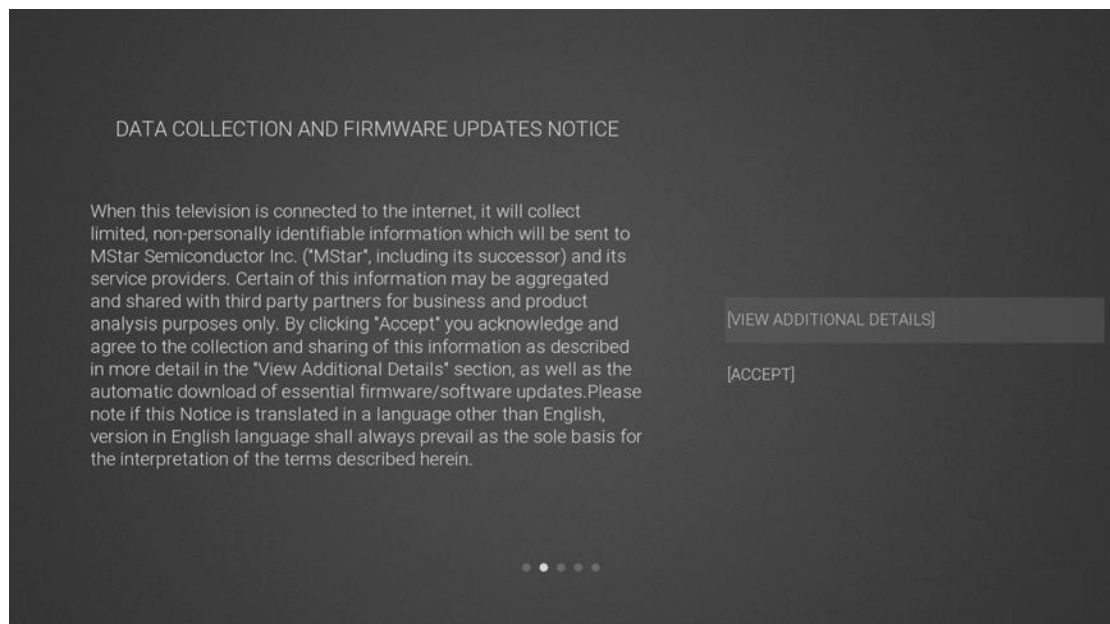 DATA COLLECTION AND FIRMWARE UPDATES NOTICE
When this television is connected to the internet, it will collect
limited, non-personally identifiable information which will be sent to
MStar Semiconductor Inc. ("MStar", including its successor) and its
service providers. Certain of this information may be aggregated
and shared with third party partners for business and product
analysis purposes only. By clicking "Accept" you acknowledge and
agree to the collection and sharing of this information as described
in more detail in the "View Additional Details" section, as well as the
automatic download of essential firmware/software updates.Please
note if this Notice is translated in a language other than English,
version in English language shall always prevail as the sole basis for
the interpretation of the terms described herein.
[VIEW ADDITIONAL DETAILS]
[ACCEPT]